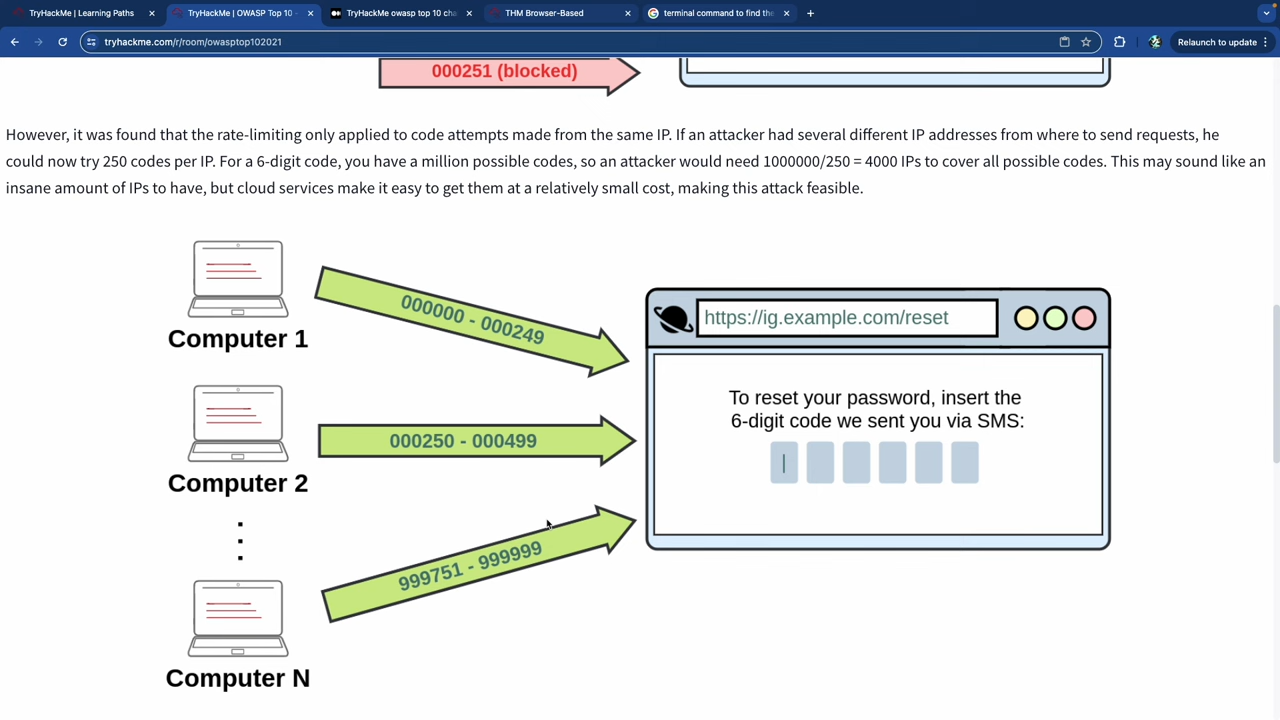 TryHackMe | Learning Paths
TryHackMe | OWASP Top 10 -
TryHackMe owasp top 10 cha
THM Browser-Based
terminal command to find the
tryhackme.com/r/room/owasptop102021
Relaunch to update
000251 (blocked)
However, it was found that the rate-limiting only applied to code attempts made from the same IP. If an attacker had several different IP addresses from where to send requests, he
could now try 250 codes per IP. For a 6-digit code, you have a million possible codes, so an attacker would need 1000000/250 = 4000 IPs to cover all possible codes. This may sound like an
insane amount of IPs to have, but cloud services make it easy to get them at a relatively small cost, making this attack feasible.
Computer 1
000000 - 000249
https://ig.example.com/reset
To reset your password, insert the
6-digit code we sent you via SMS:
Computer 2
000250 - 000499
999751 - 999999
Computer N